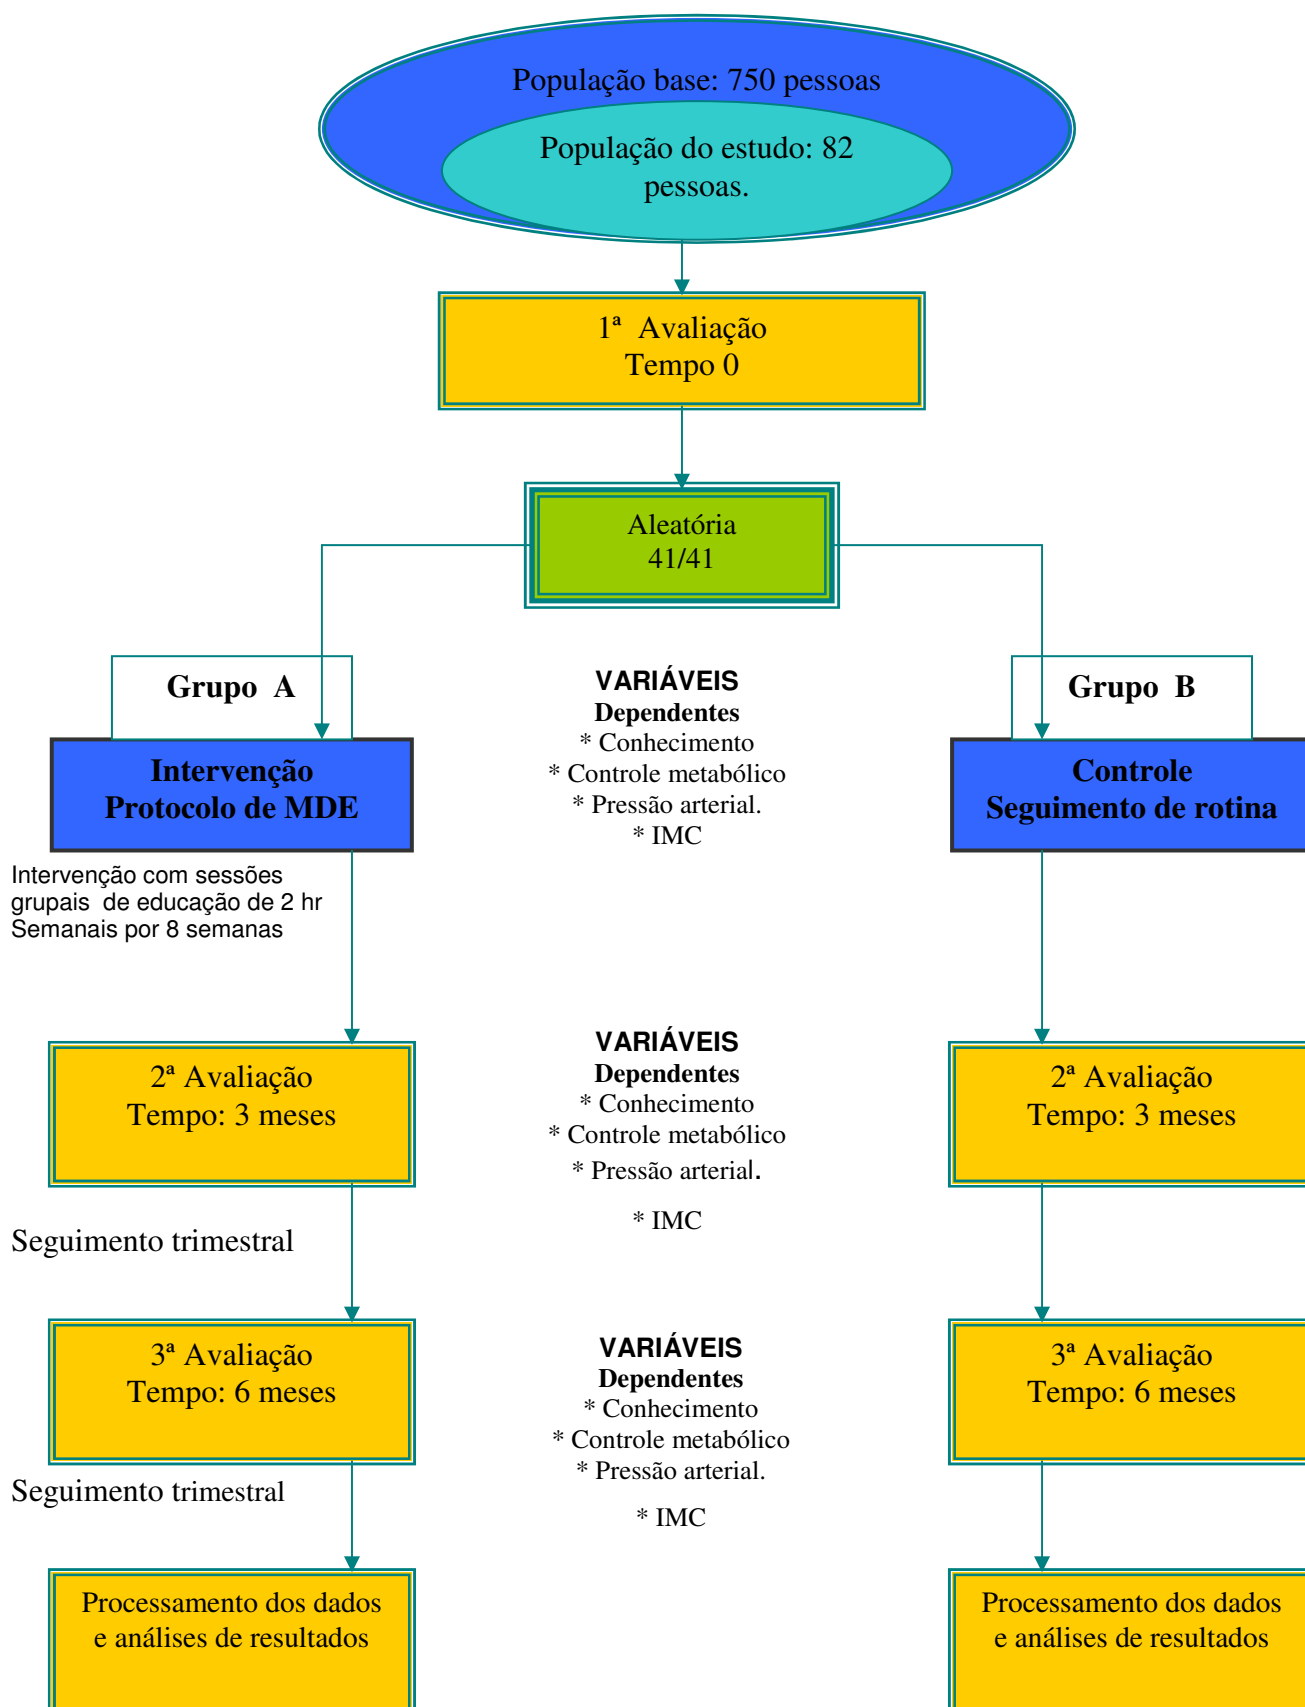 População base: 750 pessoas
População do estudo: 82
pessoas.
1ª  Avaliação
Tempo 0
Aleatória
41/41
Grupo  A
VARIÁVEIS
Dependentes
* Conhecimento
* Controle metabólico
* Pressão arterial.
* IMC
Grupo  B
Intervenção
Protocolo de MDE
Controle
Seguimento de rotina
Intervenção com sessões
grupais  de educação de 2 hr
Semanais por 8 semanas
2ª Avaliação
Tempo: 3 meses
VARIÁVEIS
Dependentes
* Conhecimento
* Controle metabólico
* Pressão arterial.
* IMC
2ª Avaliação
Tempo: 3 meses
Seguimento trimestral
3ª Avaliação
Tempo: 6 meses
VARIÁVEIS
Dependentes
* Conhecimento
* Controle metabólico
* Pressão arterial.
* IMC
3ª Avaliação
Tempo: 6 meses
Seguimento trimestral
Processamento dos dados
e análises de resultados
Processamento dos dados
e análises de resultados